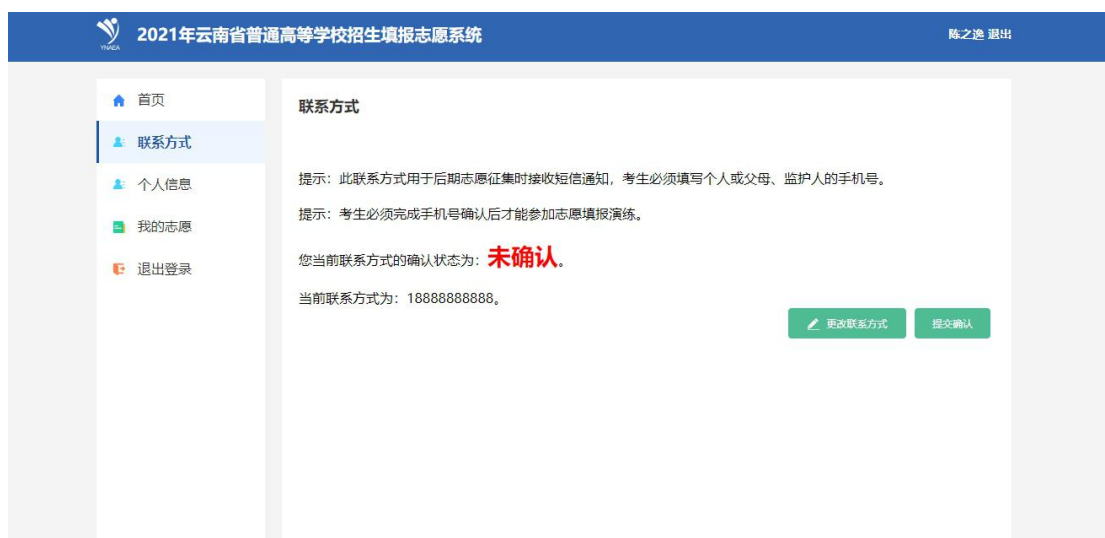 YNAEA
2021年云南省普通高等学校招生填报志愿系统
陈之逸 退出
首页
联系方式
个人信息
我的志愿
退出登录
联系方式
提示：此联系方式用于后期志愿征集时接收短信通知，考生必须填写个人或父母、监护人的手机号。
提示：考生必须完成手机号确认后才能参加志愿填报演练。
您当前联系方式的确认状态为：未确认。
当前联系方式为：18888888888。
更改联系方式
提交确认